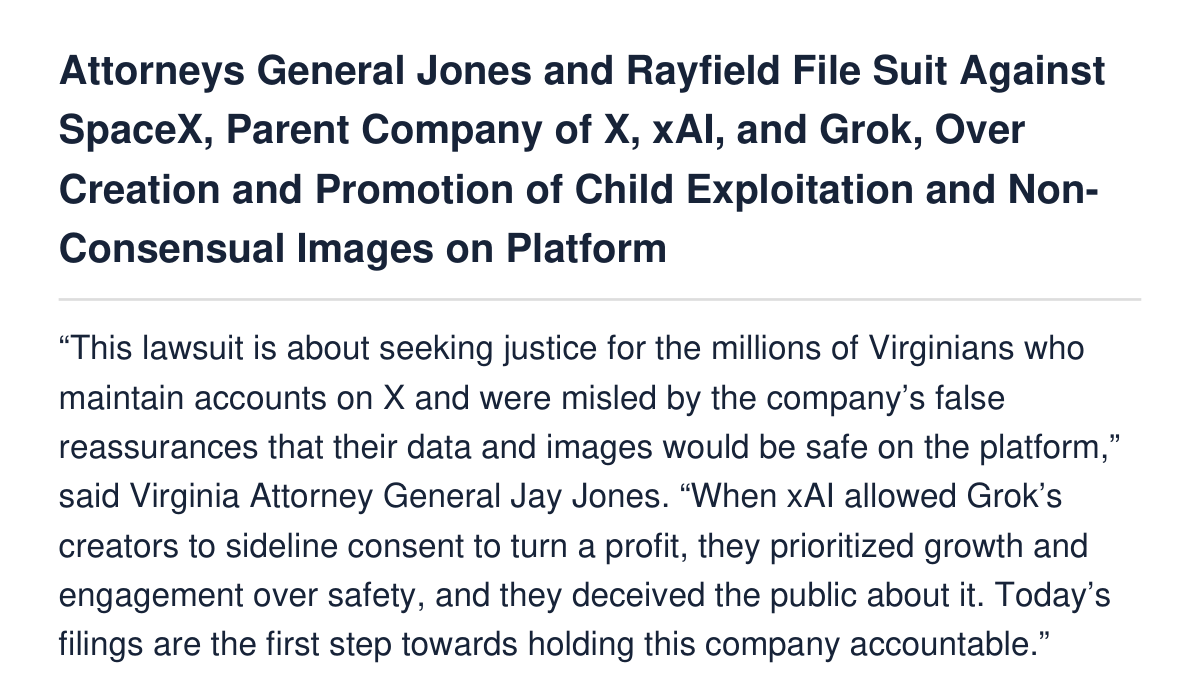 Attorneys General Jones and Rayfield File Suit Against
SpaceX, Parent Company of X, xAI, and Grok, Over
Creation and Promotion of Child Exploitation and Non-
Consensual Images on Platform
“This lawsuit is about seeking justice for the millions of Virginians who
maintain accounts on X and were misled by the company’s false
reassurances that their data and images would be safe on the platform,”
said Virginia Attorney General Jay Jones. “When xAI allowed Grok’s
creators to sideline consent to turn a profit, they prioritized growth and
engagement over safety, and they deceived the public about it. Today’s
filings are the first step towards holding this company accountable.”